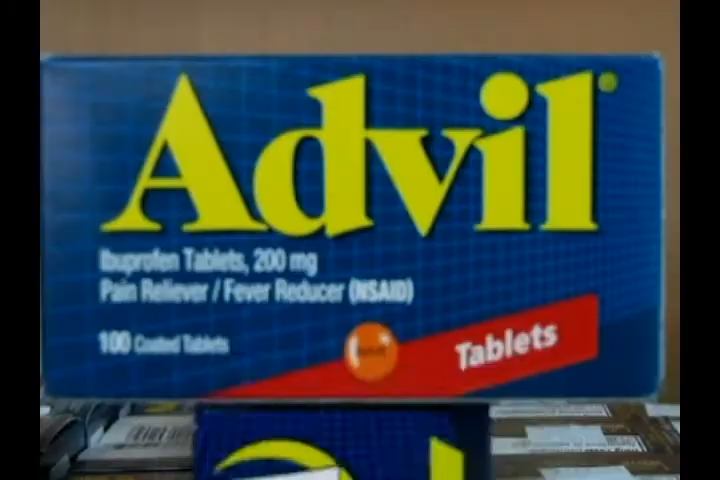 Advil®
Ibuprofen Tablets, 200 mg
Pain Reliever / Fever Reducer (NSAID)
100 Coated Tablets
Tablets